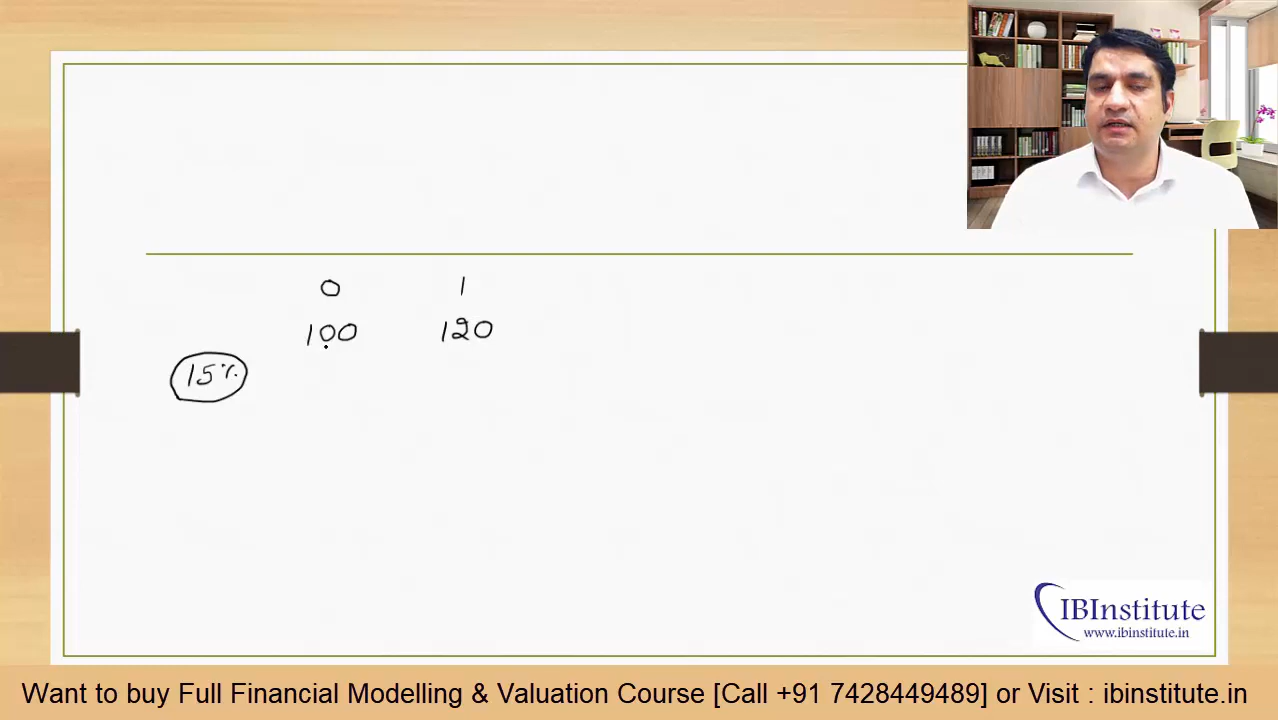 0 1
100 120
15%
IBInstitute
www.ibinstitute.in
Want to buy Full Financial Modelling & Valuation Course [Call +91 7428449489] or Visit : ibinstitute.in